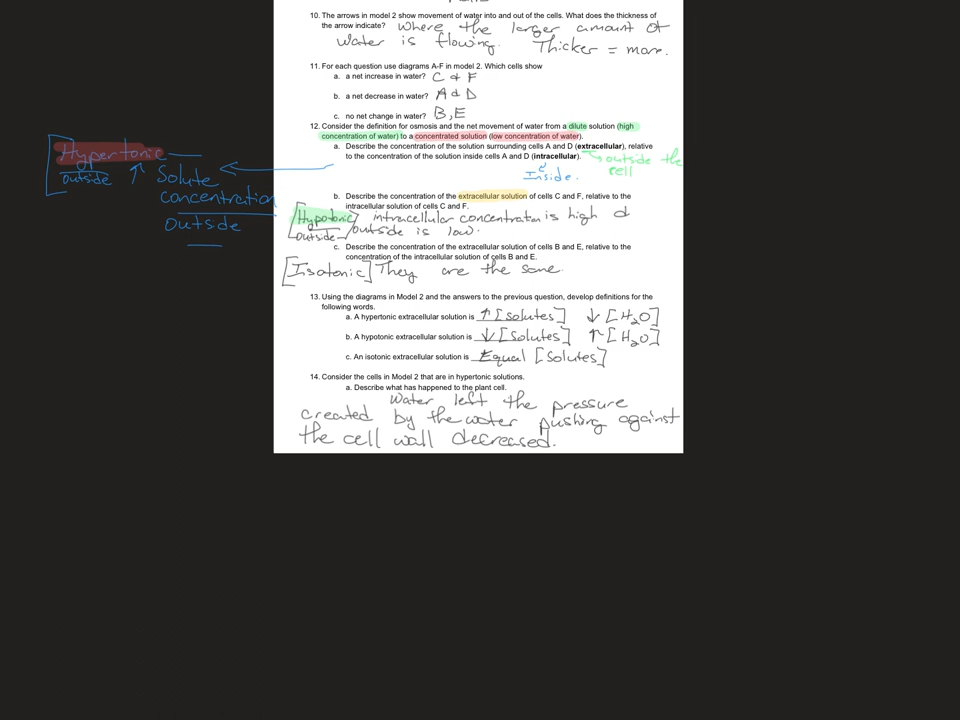 10. The arrows in model 2 show movement of water into and out of the cells. What does the thickness of
the arrow indicate? Where the larger amount of
water is flowing. Thicker = more.
11. For each question use diagrams A-F in model 2. Which cells show
a. a net increase in water? C & F
b. a net decrease in water? A & D
c. no net change in water? B, E
12. Consider the definition for osmosis and the net movement of water from a dilute solution (high
concentration of water) to a concentrated solution (low concentration of water).
a. Describe the concentration of the solution surrounding cells A and D (extracellular), relative
to the concentration of the solution inside cells A and D (intracellular).
outside the
cell
Inside.
Hypertonic
outside ↑ Solute
concentration
outside
b. Describe the concentration of the extracellular solution of cells C and F, relative to the
intracellular solution of cells C and F.
[Hypotonic intracellular concentraton is high &
outside outside is low.
c. Describe the concentration of the extracellular solution of cells B and E, relative to the
concentration of the intracellular solution of cells B and E.
[Isotonic] They are the same.
13. Using the diagrams in Model 2 and the answers to the previous question, develop definitions for the
following words.
a. A hypertonic extracellular solution is ↑ [solutes] ↓ [H2O]
b. A hypotonic extracellular solution is ↓ [Solutes] ↑ [H2O]
c. An isotonic extracellular solution is Equal [Solutes]
14. Consider the cells in Model 2 that are in hypertonic solutions.
a. Describe what has happened to the plant cell.
Water left the pressure
created by the water pushing against
the cell wall decreased.